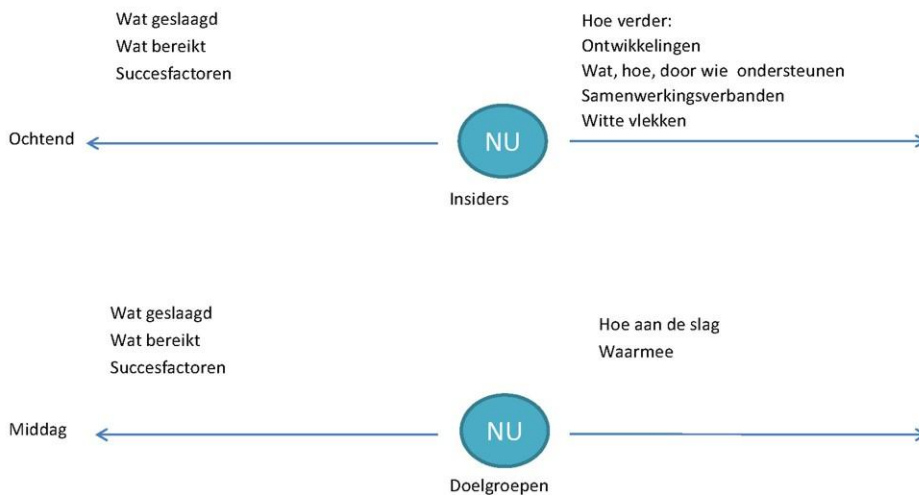 Wat geslaagd
Wat bereikt
Succesfactoren
Hoe verder:
Ontwikkelingen
Wat, hoe, door wie ondersteunen
Samenwerkingsverbanden
Witte vlekken
Ochtend
NU
Insiders
Wat geslaagd
Wat bereikt
Succesfactoren
Hoe aan de slag
Waarmee
Middag
NU
Doelgroepen